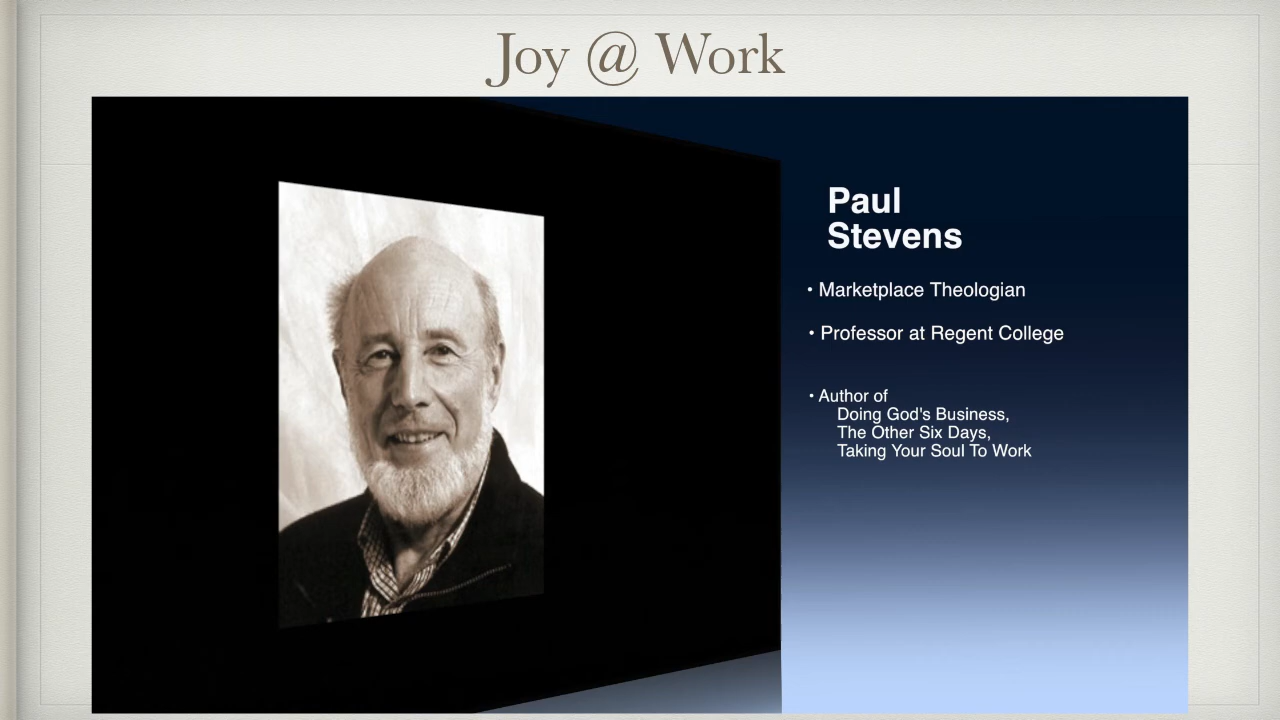 Joy @ Work
Paul
Stevens
• Marketplace Theologian
• Professor at Regent College
• Author of
Doing God's Business,
The Other Six Days,
Taking Your Soul To Work